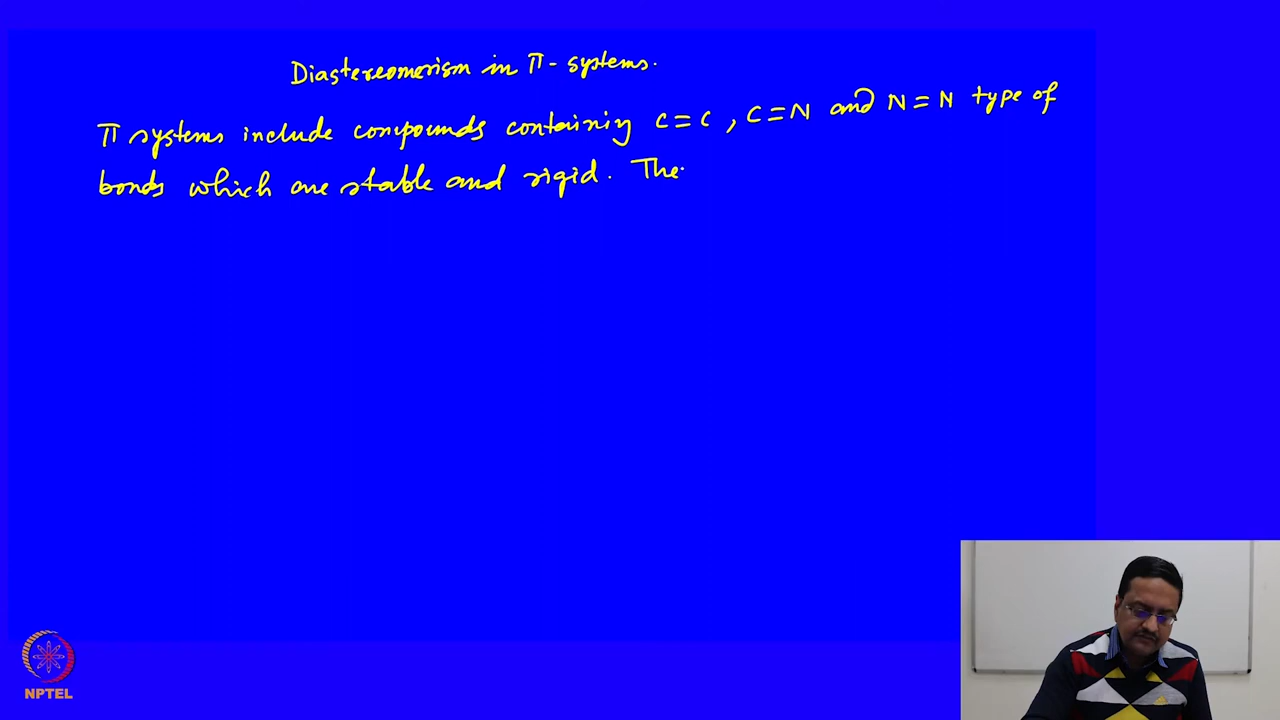 Diastereomerism in π-systems.
π systems include compounds containing C=C, C=N and N=N type of
bonds which are stable and rigid. The
NPTEL